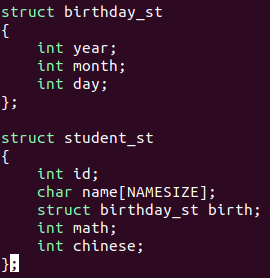 struct birthday_st
{
    int year;
    int month;
    int day;
};

struct student_st
{
    int id;
    char name[NAMESIZE];
    struct birthday_st birth;
    int math;
    int chinese;
};